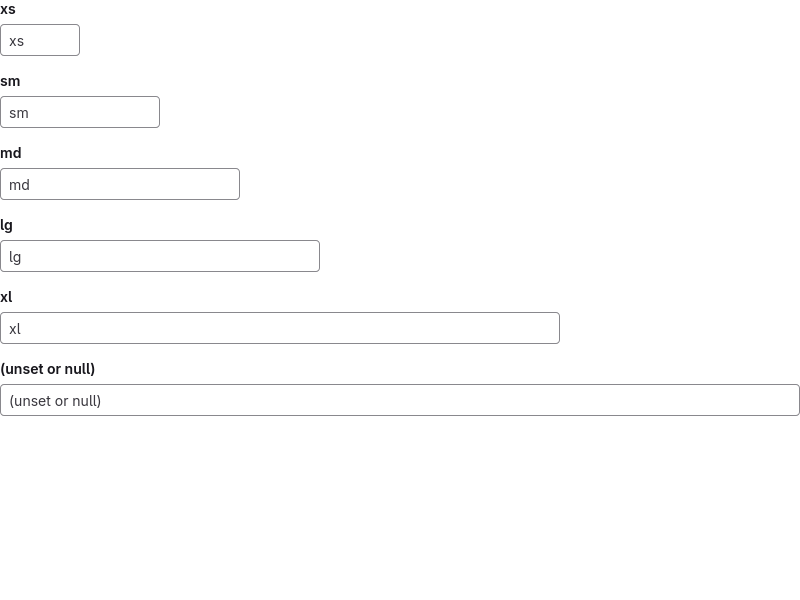 xs
xs
sm
sm
md
md
lg
lg
xl
xl
(unset or null)
(unset or null)